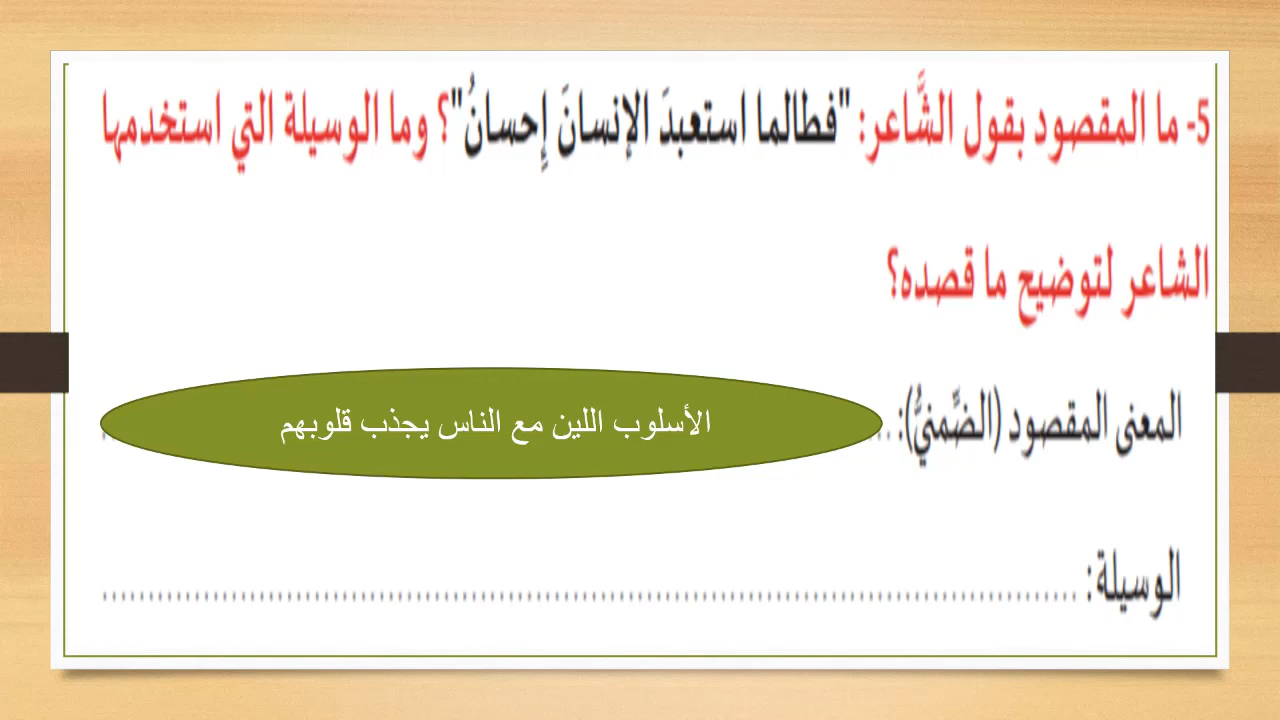 5- ما المقصود بقول الشَّاعر: "فطالما استعبدَ الإنسانَ إِحسانُ"؟ وما الوسيلة التي استخدمها
الشاعر لتوضيح ما قصده؟
المعنى المقصود (الضِّمنيُّ): الأسلوب اللين مع الناس يجذب قلوبهم
الوسيلة: ........................................................................